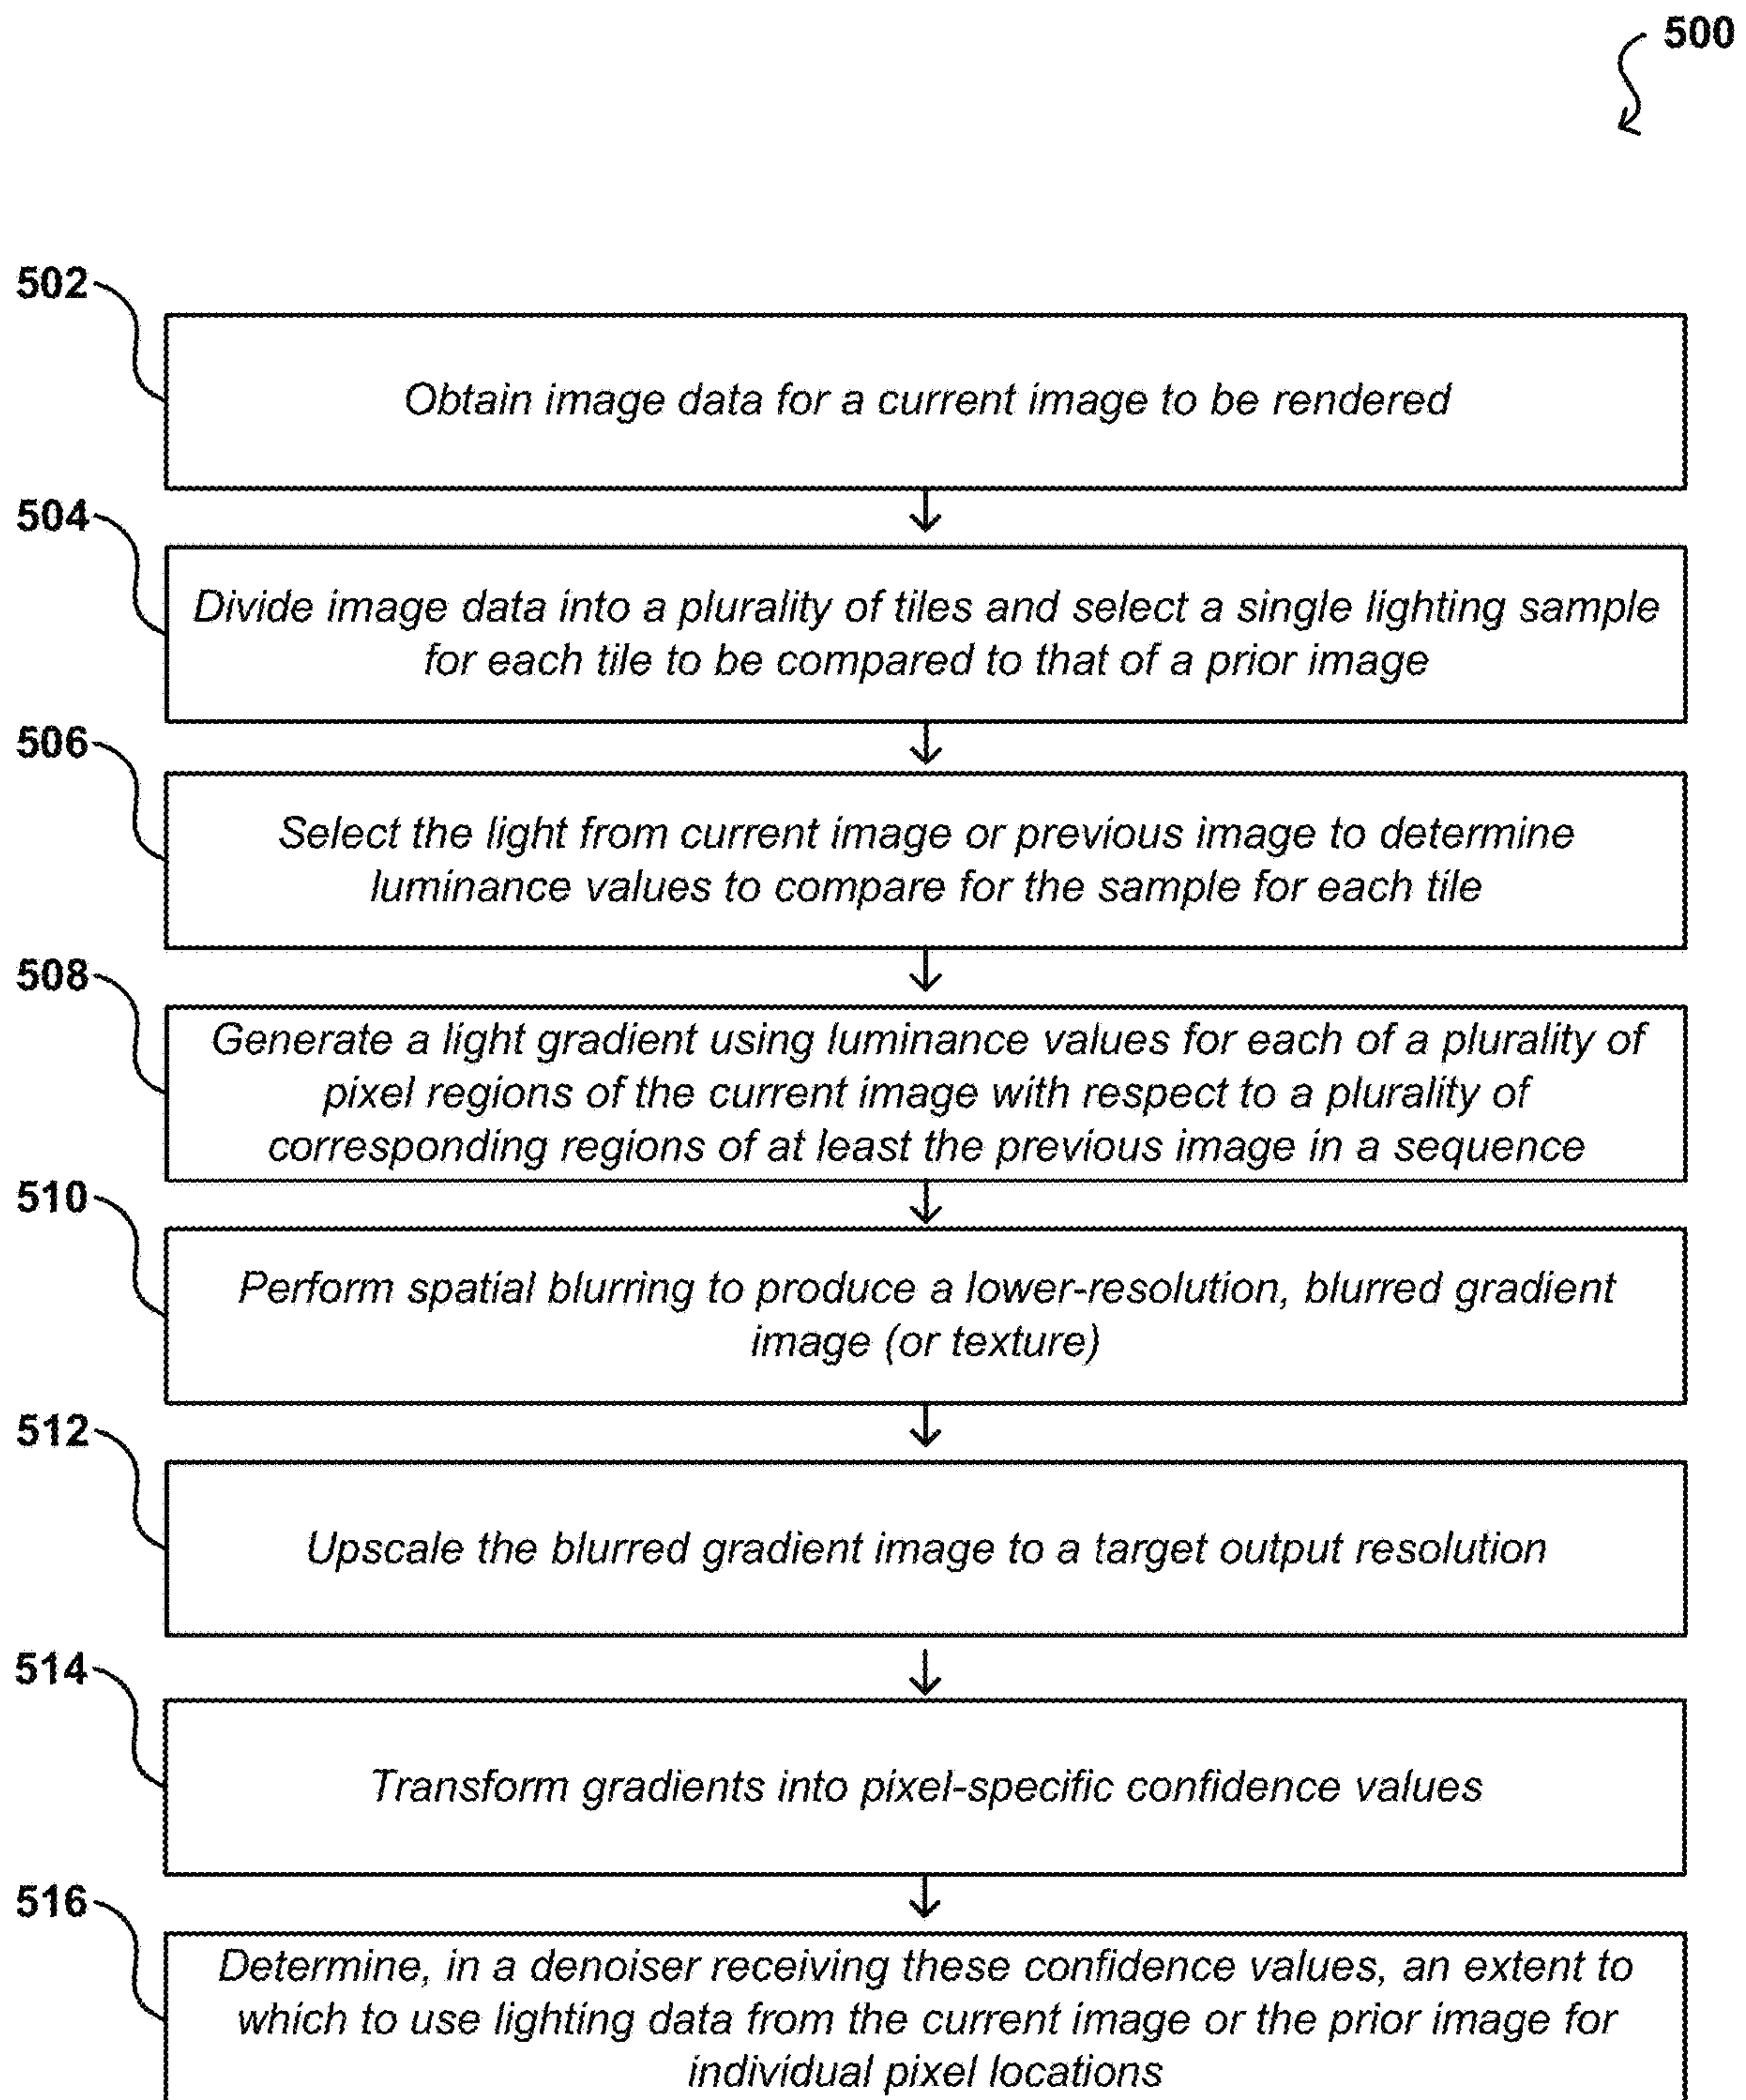 500
502
Obtain image data for a current image to be rendered
504
Divide image data into a plurality of tiles and select a single lighting sample
for each tile to be compared to that of a prior image
506
Select the light from current image or previous image to determine
luminance values to compare for the sample for each tile
508
Generate a light gradient using luminance values for each of a plurality of
pixel regions of the current image with respect to a plurality of
corresponding regions of at least the previous image in a sequence
510
Perform spatial blurring to produce a lower-resolution, blurred gradient
image (or texture)
512
Upscale the blurred gradient image to a target output resolution
514
Transform gradients into pixel-specific confidence values
516
Determine, in a denoiser receiving these confidence values, an extent to
which to use lighting data from the current image or the prior image for
individual pixel locations